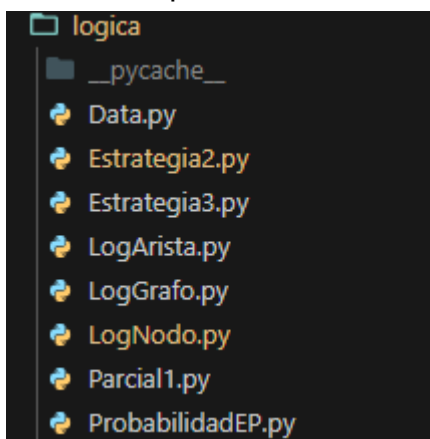 logica
__pycache__
Data.py
Estrategia2.py
Estrategia3.py
LogArista.py
LogGrafo.py
LogNodo.py
Parcial1.py
ProbabilidadEP.py